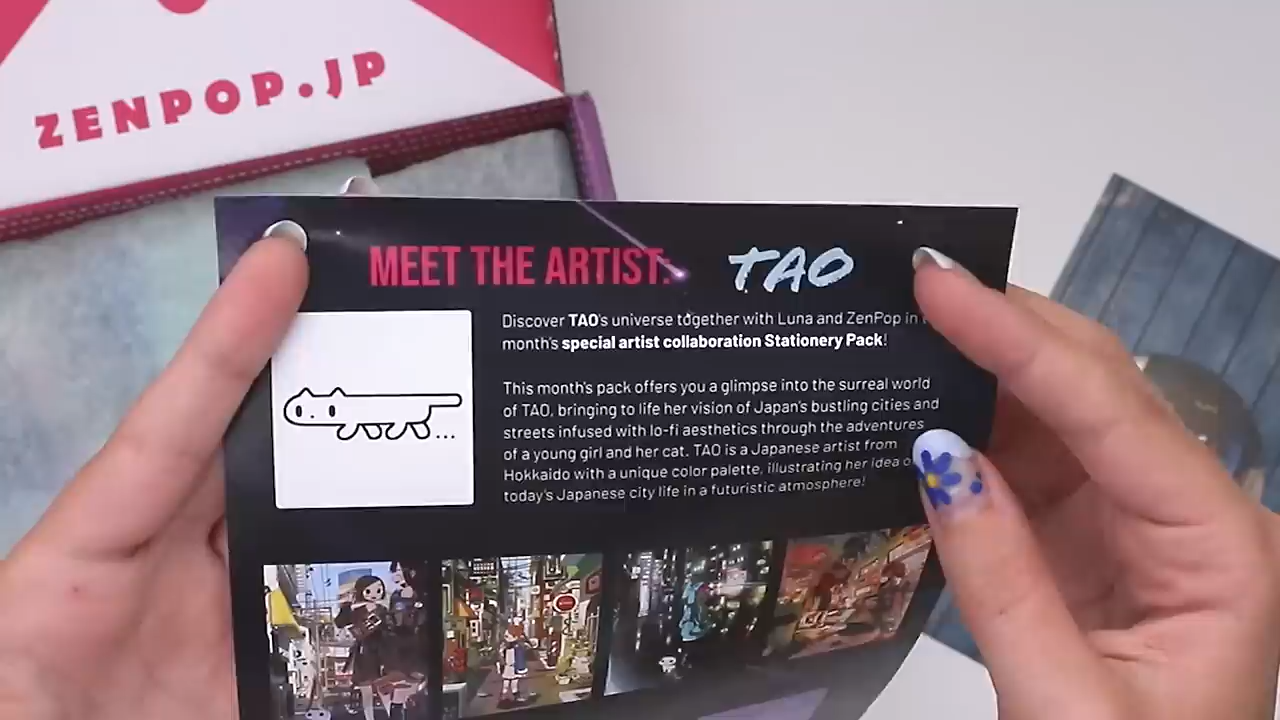 ZENPOP.JP
MEET THE ARTIST: TAO
Discover TAO's universe together with Luna and ZenPop in
month's special artist collaboration Stationery Pack!
This month's pack offers you a glimpse into the surreal world
of TAO, bringing to life her vision of Japan's bustling cities and
streets infused with lo-fi aesthetics through the adventures
of a young girl and her cat. TAO is a Japanese artist from
Hokkaido with a unique color palette, illustrating her idea
today's Japanese city life in a futuristic atmosphere!